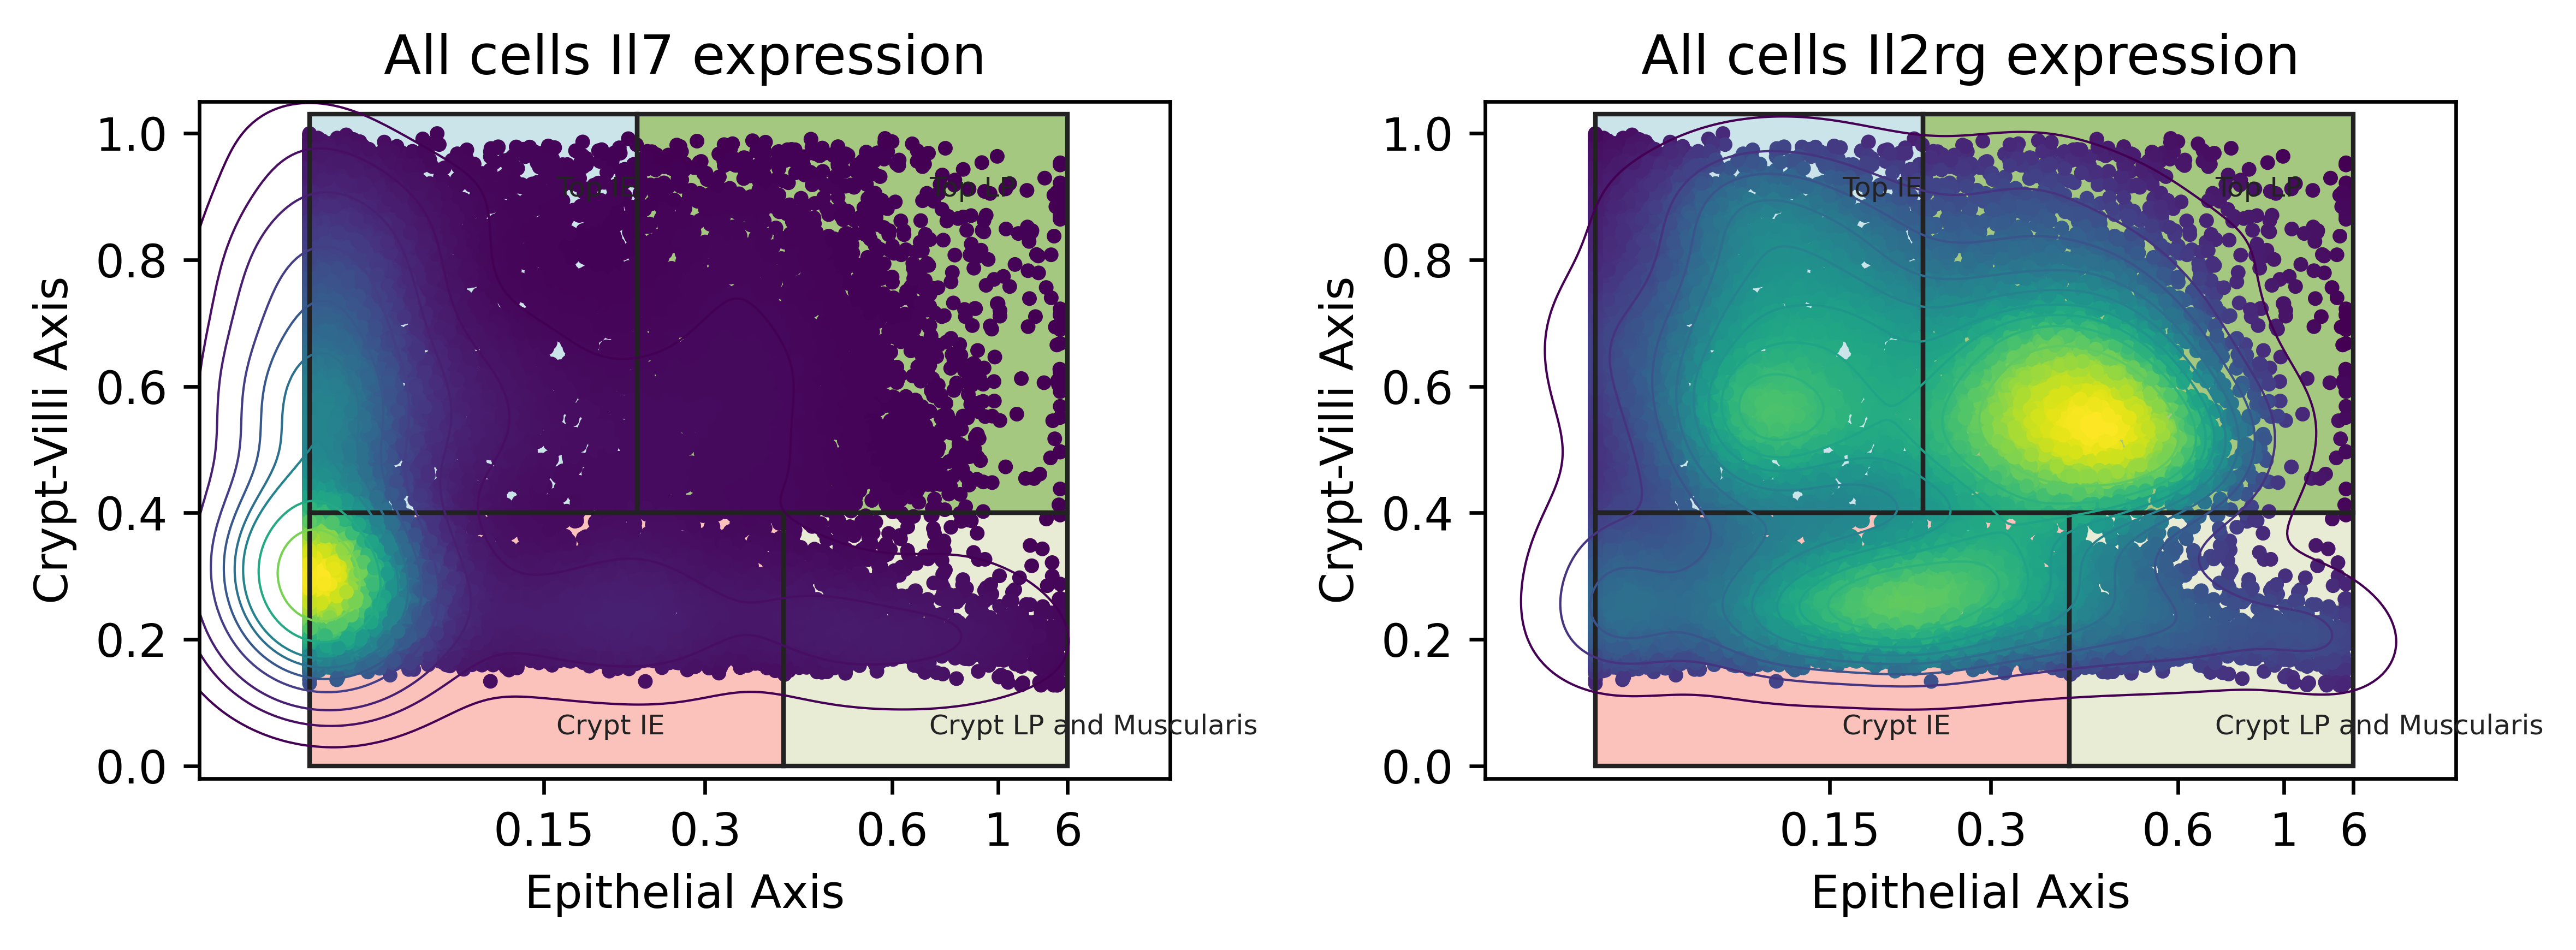 All cells Il7 expression
Crypt-Villi Axis
1.0
0.8
0.6
0.4
0.2
0.0
Top IE
Top LP
Crypt IE
Crypt LP and Muscularis
0.15 0.3 0.6 1 6
Epithelial Axis
All cells Il2rg expression
Crypt-Villi Axis
1.0
0.8
0.6
0.4
0.2
0.0
Top IE
Top LP
Crypt IE
Crypt LP and Muscularis
0.15 0.3 0.6 1 6
Epithelial Axis